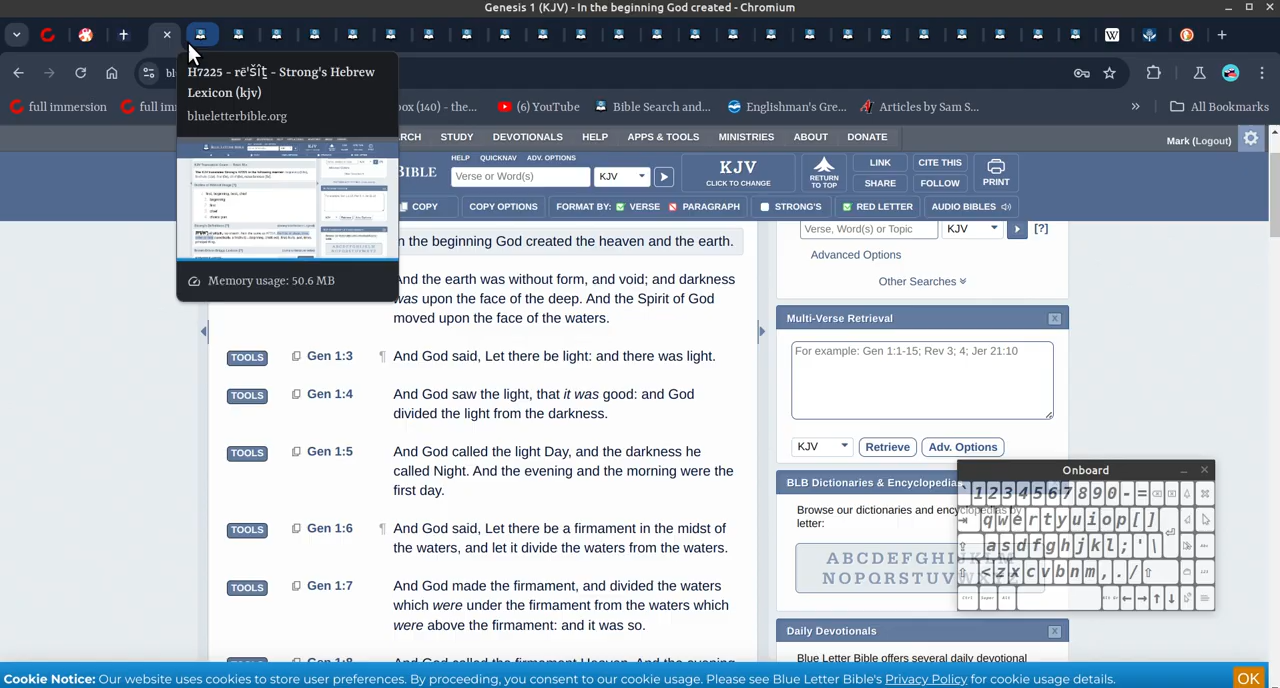 Genesis 1 (KJV) - In the beginning God created - Chromium
H7225 - rē'šîṯ - Strong's Hebrew
Lexicon (kjv)
blueletterbible.org
Memory usage: 50.6 MB
full immersion
full im
box (140) - the...
(6) YouTube
Bible Search and...
Englishman's Gre...
Articles by Sam S...
»
All Bookmarks
RCH
STUDY
DEVOTIONALS
HELP
APPS & TOOLS
MINISTRIES
ABOUT
DONATE
Mark (Logout)
BIBLE
HELP
QUICKNAV
ADV. OPTIONS
Verse or Word(s)
KJV
KJV
CLICK TO CHANGE
RETURN
TO TOP
LINK
CITE THIS
SHARE
FOLLOW
PRINT
COPY
COPY OPTIONS
FORMAT BY:
VERSE
PARAGRAPH
STRONG'S
RED LETTER
AUDIO BIBLES
In the beginning God created the heaven and the earth.
And the earth was without form, and void; and darkness
was upon the face of the deep. And the Spirit of God
moved upon the face of the waters.
TOOLS Gen 1:3 ¶ And God said, Let there be light: and there was light.
TOOLS Gen 1:4 And God saw the light, that it was good: and God
divided the light from the darkness.
TOOLS Gen 1:5 And God called the light Day, and the darkness he
called Night. And the evening and the morning were the
first day.
TOOLS Gen 1:6 ¶ And God said, Let there be a firmament in the midst of
the waters, and let it divide the waters from the waters.
TOOLS Gen 1:7 And God made the firmament, and divided the waters
which were under the firmament from the waters which
were above the firmament: and it was so.
Verse, Word(s) or Topic
KJV
[?]
Advanced Options
Other Searches
Multi-Verse Retrieval
For example: Gen 1:1-15; Rev 3; 4; Jer 21:10
KJV
Retrieve
Adv. Options
BLB Dictionaries & Encyclopedias
Browse our dictionaries and encyclopedias by
letter:
A B C D E F G H I J K L M
N O P Q R S T U V W
Daily Devotionals
Blue Letter Bible offers several daily devotional
Onboard
` 1 2 3 4 5 6 7 8 9 0 - =
q w e r t y u i o p [ ]
a s d f g h j k l ; ' \
< z x c v b n m , . /
Cookie Notice: Our website uses cookies to store user preferences. By proceeding, you consent to our cookie usage. Please see Blue Letter Bible's Privacy Policy for cookie usage details.
OK